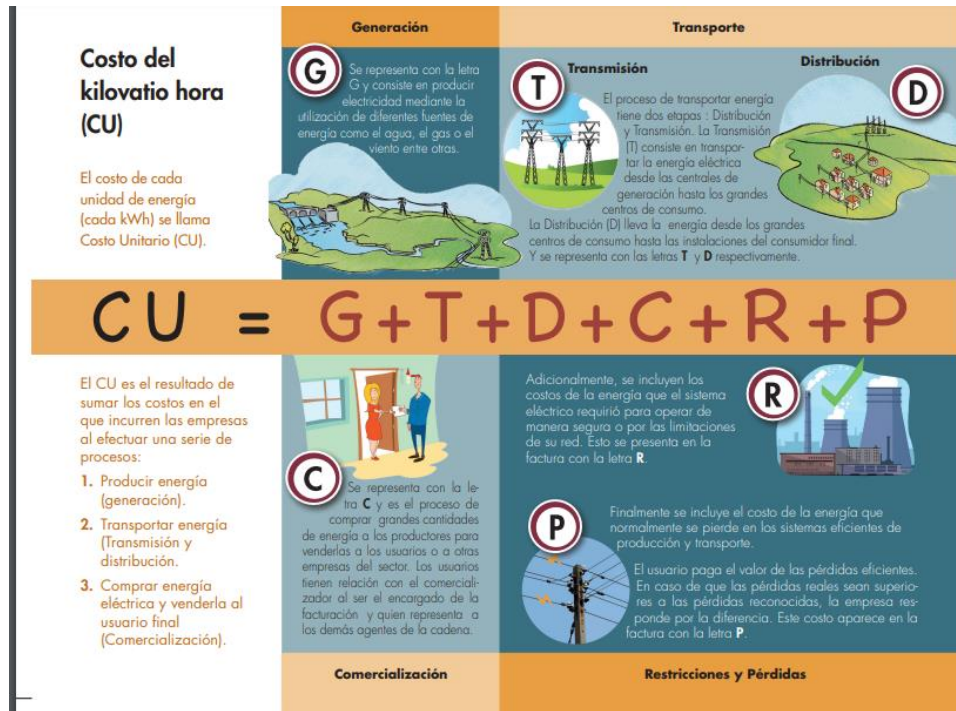 Costo del
kilovatio hora
(CU)
El costo de cada
unidad de energía
(cada kWh) se llama
Costo Unitario (CU).
Generación
G
Se representa con la letra
G y consiste en producir
electricidad mediante la
utilización de diferentes fuentes de
energía como el agua, el gas o el
viento entre otras.
Transporte
T
Transmisión
Distribución
D
El proceso de transportar energía
tiene dos etapas : Distribución
y Transmisión. La Transmisión
(T) consiste en transpor-
tar la energía eléctrica
desde las centrales de
generación hasta los grandes
centros de consumo.
La Distribución (D) lleva la energía desde los grandes
centros de consumo hasta las instalaciones del consumidor final.
Y se representa con las letras T y D respectivamente.
CU = G+T+D+C+R+P
El CU es el resultado de
sumar los costos en el
que incurren las empresas
al efectuar una serie de
procesos:
1. Producir energía
(generación).
2. Transportar energía
(Transmisión y
distribución.
3. Comprar energía
eléctrica y venderla al
usuario final
(Comercialización).
C
Se representa con la le-
tra C y es el proceso de
comprar grandes cantidades
de energía a los productores para
venderlas a los usuarios o a otras
empresas del sector. Los usuarios
tienen relación con el comerciali-
zador al ser el encargado de la
facturación y quien representa a
los demás agentes de la cadena.
Comercialización
Adicionalmente, se incluyen los
costos de la energía que el sistema
eléctrico requirió para operar de
manera segura o por las limitaciones
de su red. Esto se presenta en la
factura con la letra R.
R
P
Finalmente se incluye el costo de la energía que
normalmente se pierde en los sistemas eficientes de
producción y transporte.
El usuario paga el valor de las pérdidas eficientes.
En caso de que las pérdidas reales sean superio-
res a las pérdidas reconocidas, la empresa res-
ponde por la diferencia. Este costo aparece en la
factura con la letra P.
Restricciones y Pérdidas